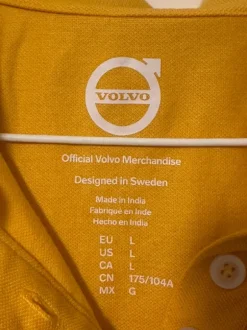 VOLVO
Official Volvo Merchandise
Designed in Sweden
Made in India
Fabriqué en Inde
Hecho en India
EU L
US L
CA L
CN 175/104A
MX G